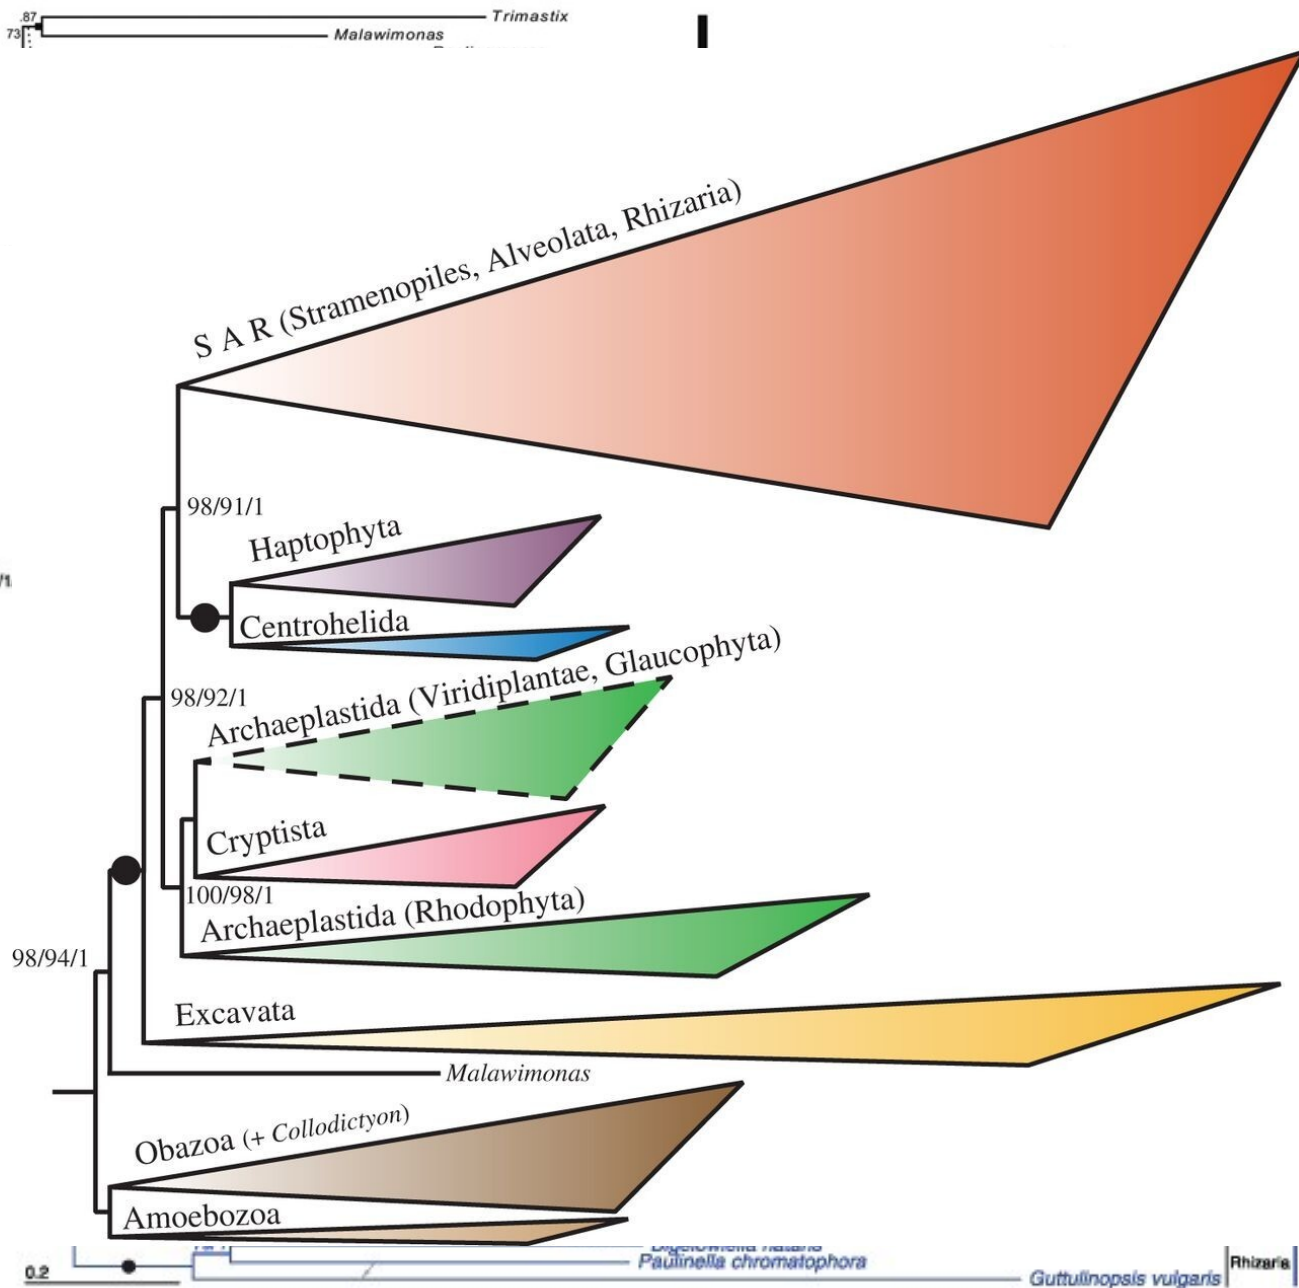 .87
Trimastix
73
Malawimonas
S A R (Stramenopiles, Alveolata, Rhizaria)
98/91/1
Haptophyta
/1
Centrohelida
98/92/1
Archaeplastida (Viridiplantae, Glaucophyta)
Cryptista
100/98/1
Archaeplastida (Rhodophyta)
98/94/1
Excavata
Malawimonas
Obazoa (+ Collodictyon)
Amoebozoa
Paulinella chromatophora
Rhizaria
0.2
Guttulinopsis vulgaris